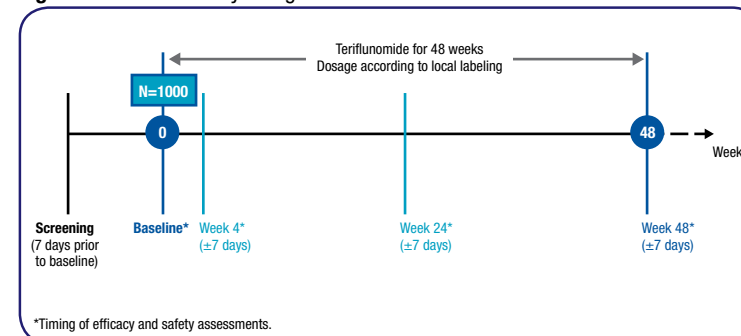 Teriflunomide for 48 weeks
Dosage according to local labeling
N=1000
0
48
Week
Screening
(7 days prior
to baseline)
Baseline*
Week 4*
(±7 days)
Week 24*
(±7 days)
Week 48*
(±7 days)
*Timing of efficacy and safety assessments.